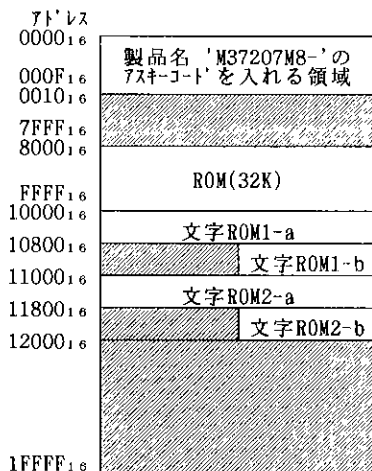 アドレス
0000₁₆
製品名 'M37207M8-'の
アスキーコード'を入れる領域
000F₁₆
0010₁₆
7FFF₁₆
8000₁₆
ROM(32K)
FFFF₁₆
10000₁₆
文字ROM1-a
10800₁₆
文字ROM1-b
11000₁₆
文字ROM2-a
11800₁₆
文字ROM2-b
12000₁₆
1FFFF₁₆